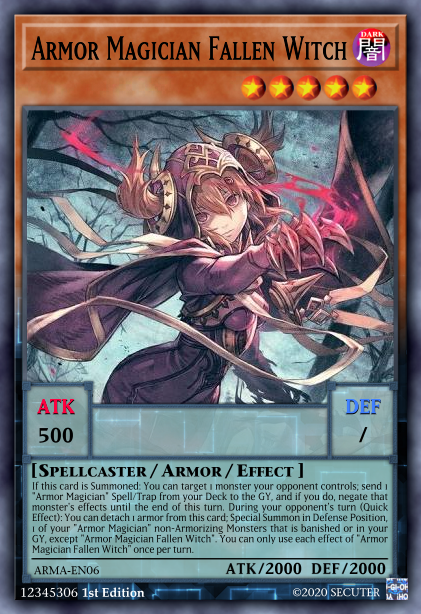 ARMOR MAGICIAN FALLEN WITCH
DARK
闇
ATK
500
DEF
/
[SPELLCASTER / ARMOR / EFFECT ]
If this card is Summoned: You can target 1 monster your opponent controls; send 1
"Armor Magician" Spell/Trap from your Deck to the GY, and if you do, negate that
monster's effects until the end of this turn. During your opponent's turn (Quick
Effect): You can detach 1 armor from this card; Special Summon in Defense Position,
1 of your "Armor Magician" non-Armorizing Monsters that is banished or in your
GY, except "Armor Magician Fallen Witch". You can only use each effect of "Armor
Magician Fallen Witch" once per turn.
ARMA-EN06
ATK/2000 DEF/2000
12345306 1st Edition
©2020 SECUTER